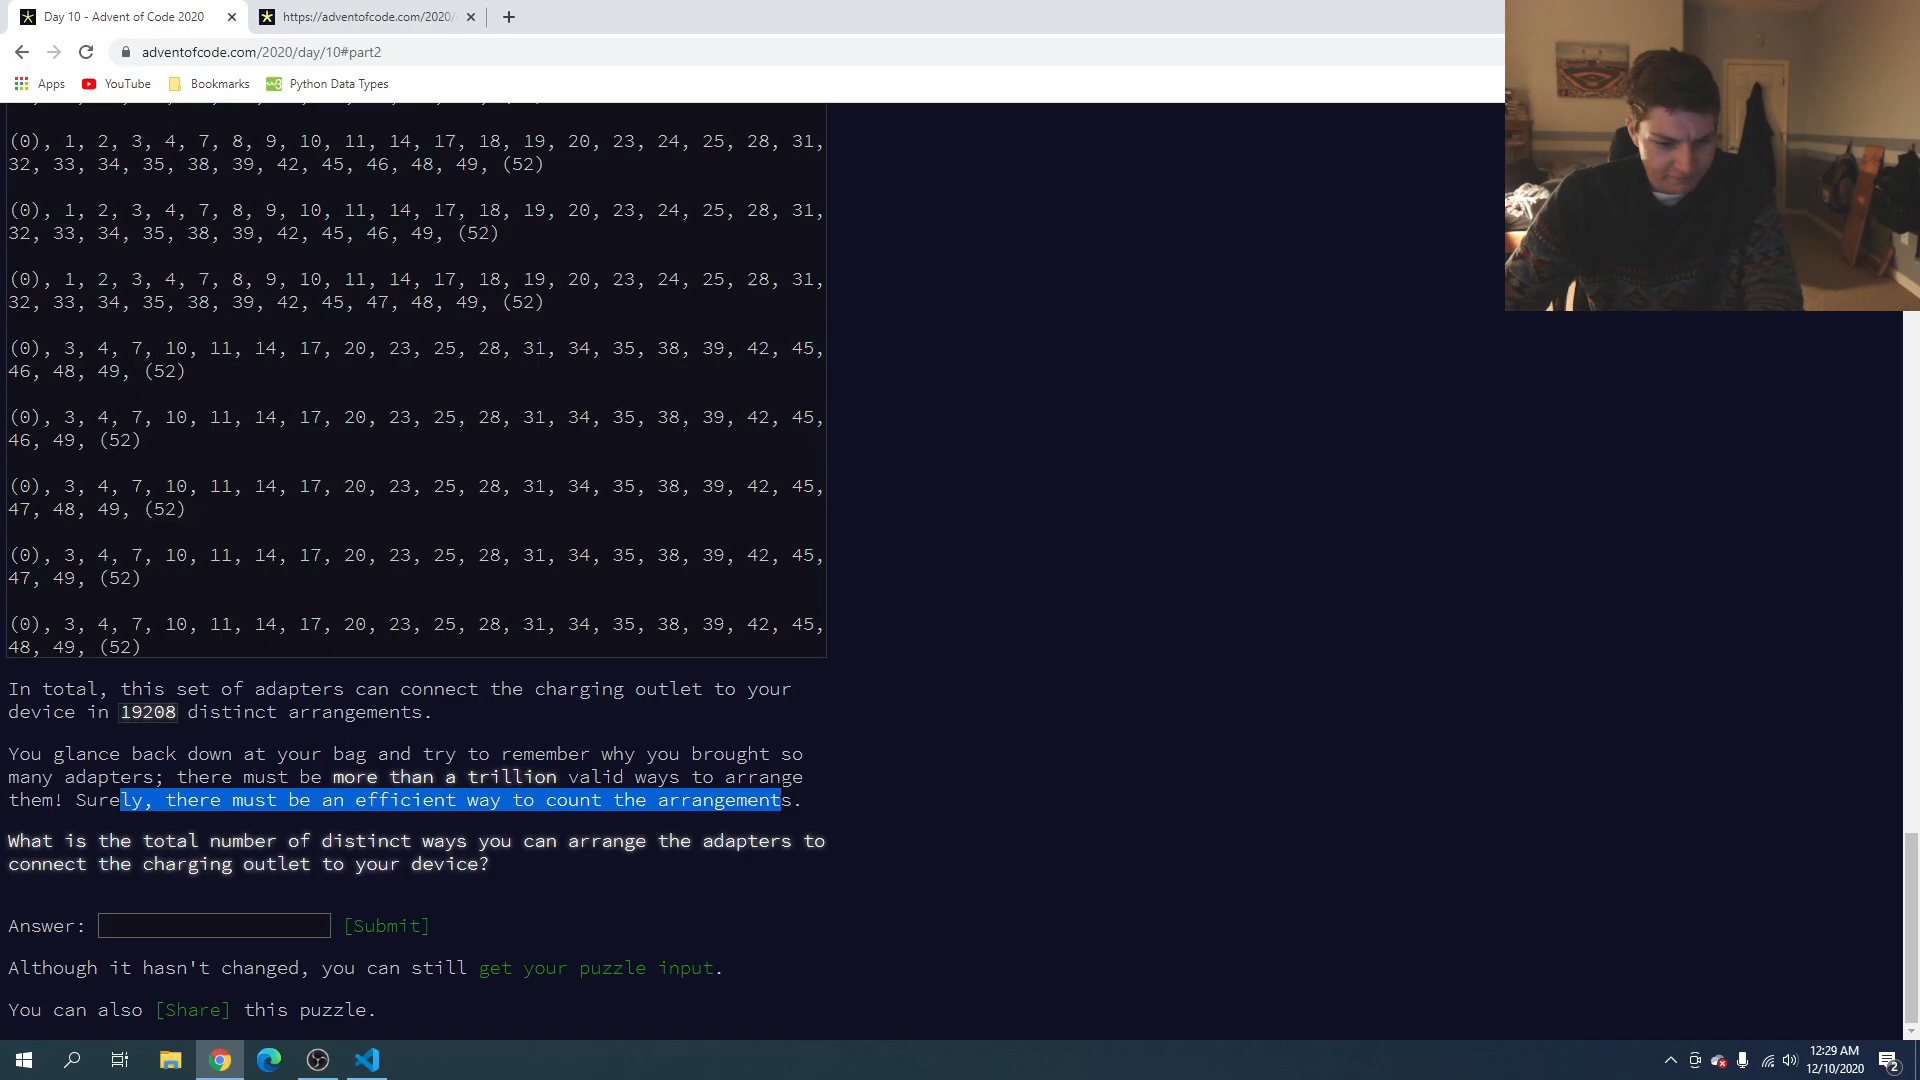 Day 10 - Advent of Code 2020
https://adventofcode.com/2020/
adventofcode.com/2020/day/10#part2
Apps
YouTube
Bookmarks
Python Data Types
(0), 1, 2, 3, 4, 7, 8, 9, 10, 11, 14, 17, 18, 19, 20, 23, 24, 25, 28, 31,
32, 33, 34, 35, 38, 39, 42, 45, 46, 48, 49, (52)
(0), 1, 2, 3, 4, 7, 8, 9, 10, 11, 14, 17, 18, 19, 20, 23, 24, 25, 28, 31,
32, 33, 34, 35, 38, 39, 42, 45, 46, 49, (52)
(0), 1, 2, 3, 4, 7, 8, 9, 10, 11, 14, 17, 18, 19, 20, 23, 24, 25, 28, 31,
32, 33, 34, 35, 38, 39, 42, 45, 47, 48, 49, (52)
(0), 3, 4, 7, 10, 11, 14, 17, 20, 23, 25, 28, 31, 34, 35, 38, 39, 42, 45,
46, 48, 49, (52)
(0), 3, 4, 7, 10, 11, 14, 17, 20, 23, 25, 28, 31, 34, 35, 38, 39, 42, 45,
46, 49, (52)
(0), 3, 4, 7, 10, 11, 14, 17, 20, 23, 25, 28, 31, 34, 35, 38, 39, 42, 45,
47, 48, 49, (52)
(0), 3, 4, 7, 10, 11, 14, 17, 20, 23, 25, 28, 31, 34, 35, 38, 39, 42, 45,
47, 49, (52)
(0), 3, 4, 7, 10, 11, 14, 17, 20, 23, 25, 28, 31, 34, 35, 38, 39, 42, 45,
48, 49, (52)
In total, this set of adapters can connect the charging outlet to your
device in 19208 distinct arrangements.
You glance back down at your bag and try to remember why you brought so
many adapters; there must be more than a trillion valid ways to arrange
them! Surely, there must be an efficient way to count the arrangements.
What is the total number of distinct ways you can arrange the adapters to
connect the charging outlet to your device?
Answer: [Submit]
Although it hasn't changed, you can still get your puzzle input.
You can also [Share] this puzzle.
12:29 AM
12/10/2020
2